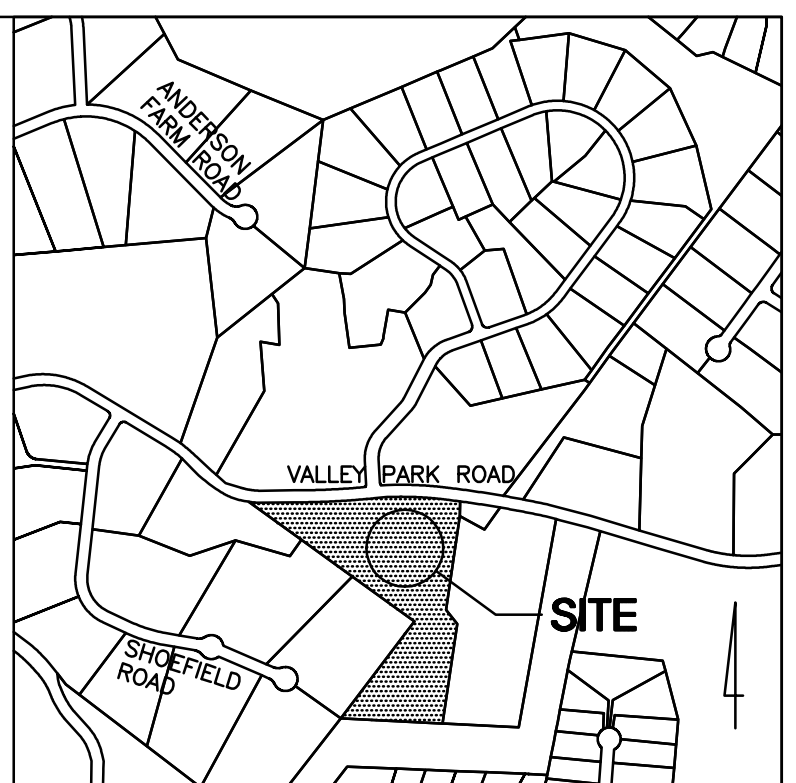 ANDERSON
FARM ROAD
VALLEY PARK ROAD
SITE
SHOEFIELD
ROAD